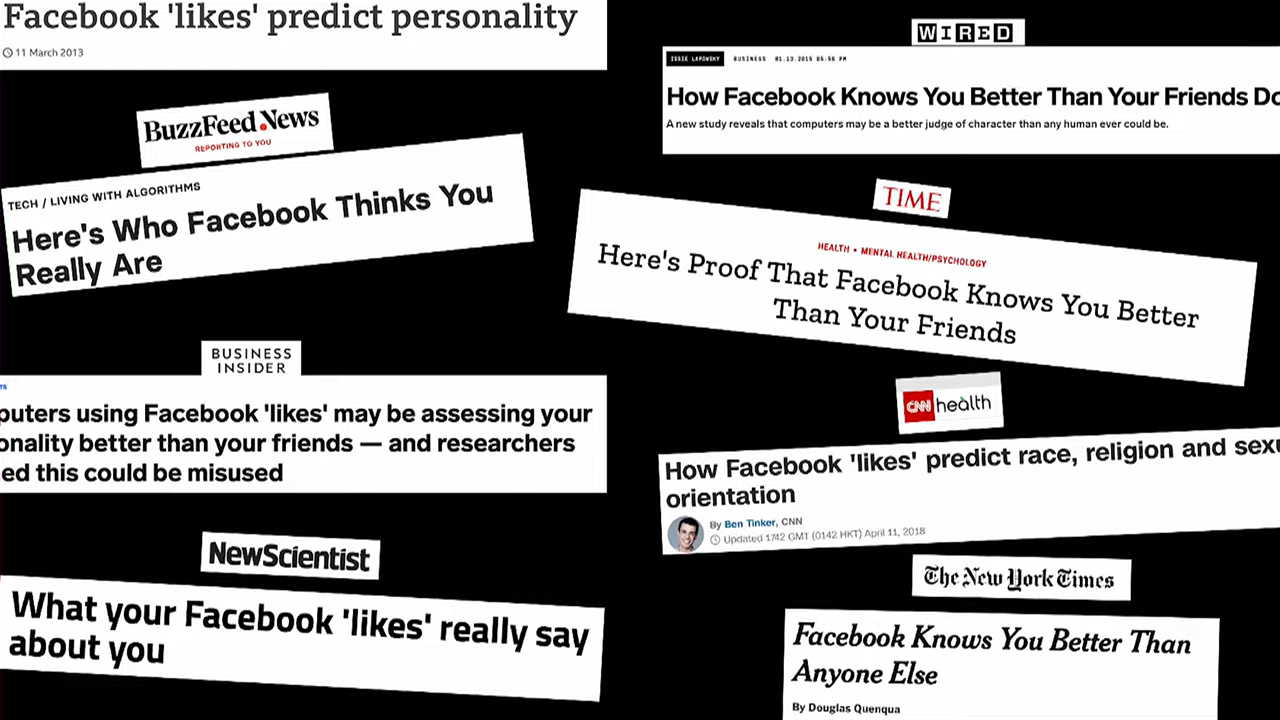 Facebook 'likes' predict personality
11 March 2013
BuzzFeed News
REPORTING TO YOU
TECH / LIVING WITH ALGORITHMS
Here's Who Facebook Thinks You
Really Are
BUSINESS
INSIDER
puters using Facebook 'likes' may be assessing your
onality better than your friends — and researchers
ed this could be misused
NewScientist
What your Facebook 'likes' really say
about you
WIRED
ISSIE LAPOWSKY BUSINESS 01.13.2015 05:56 PM
How Facebook Knows You Better Than Your Friends Do
A new study reveals that computers may be a better judge of character than any human ever could be.
TIME
HEALTH • MENTAL HEALTH/PSYCHOLOGY
Here's Proof That Facebook Knows You Better
Than Your Friends
CNN health
How Facebook 'likes' predict race, religion and sexu
orientation
By Ben Tinker, CNN
Updated 1742 GMT (0142 HKT) April 11, 2018
The New York Times
Facebook Knows You Better Than
Anyone Else
By Douglas Quenqua